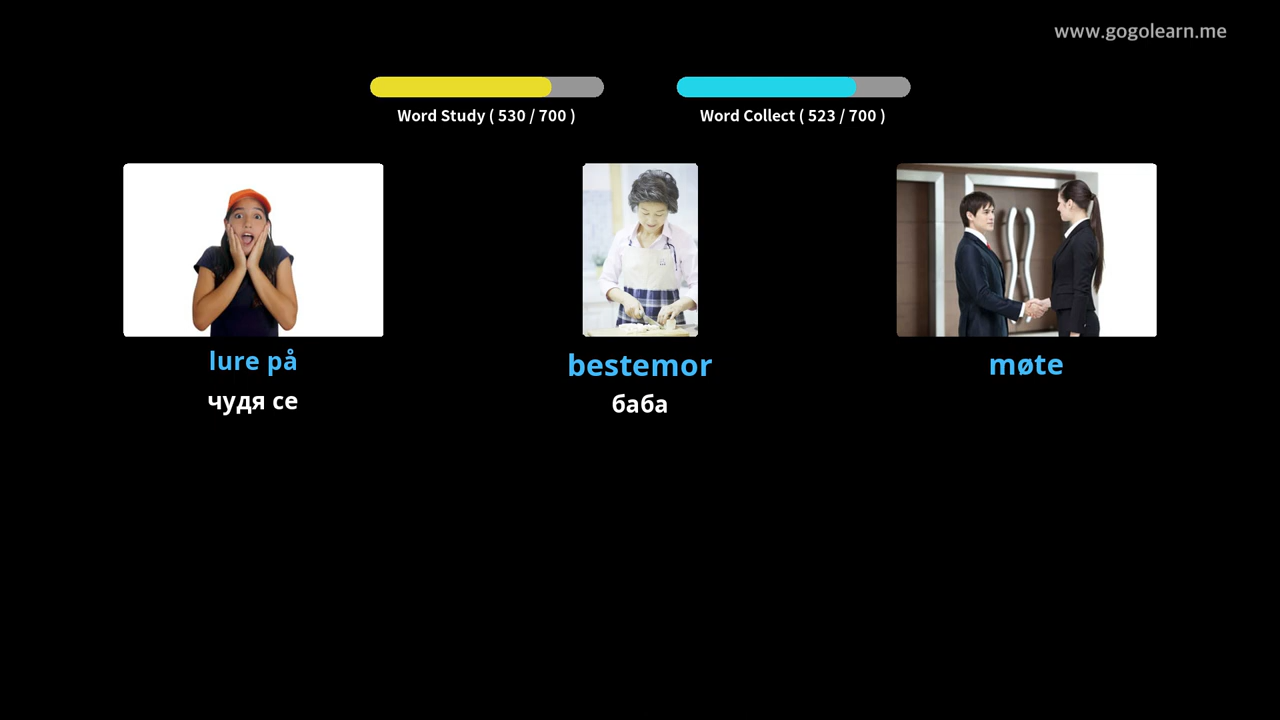 www.gogolearn.me
Word Study ( 530 / 700 )
Word Collect ( 523 / 700 )
lure på
bestemor
møte
чудя се
баба